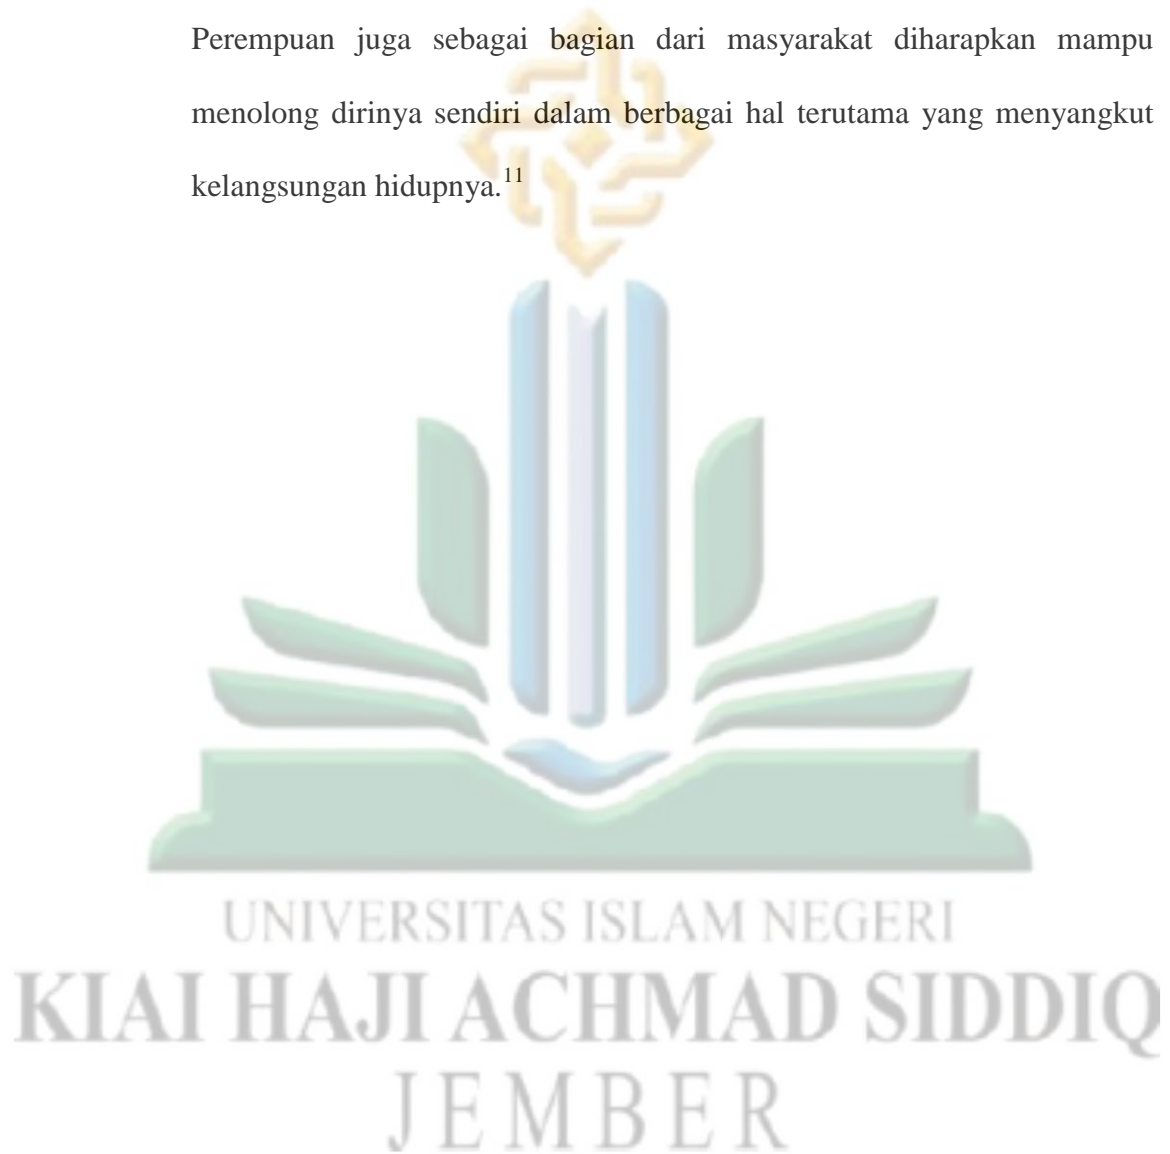 Perempuan juga sebagai bagian dari masyarakat diharapkan mampu
menolong dirinya sendiri dalam berbagai hal terutama yang menyangkut
kelangsungan hidupnya.¹¹
UNIVERSITAS ISLAM NEGERI
KIAI HAJI ACHMAD SIDDIQ
JEMBER